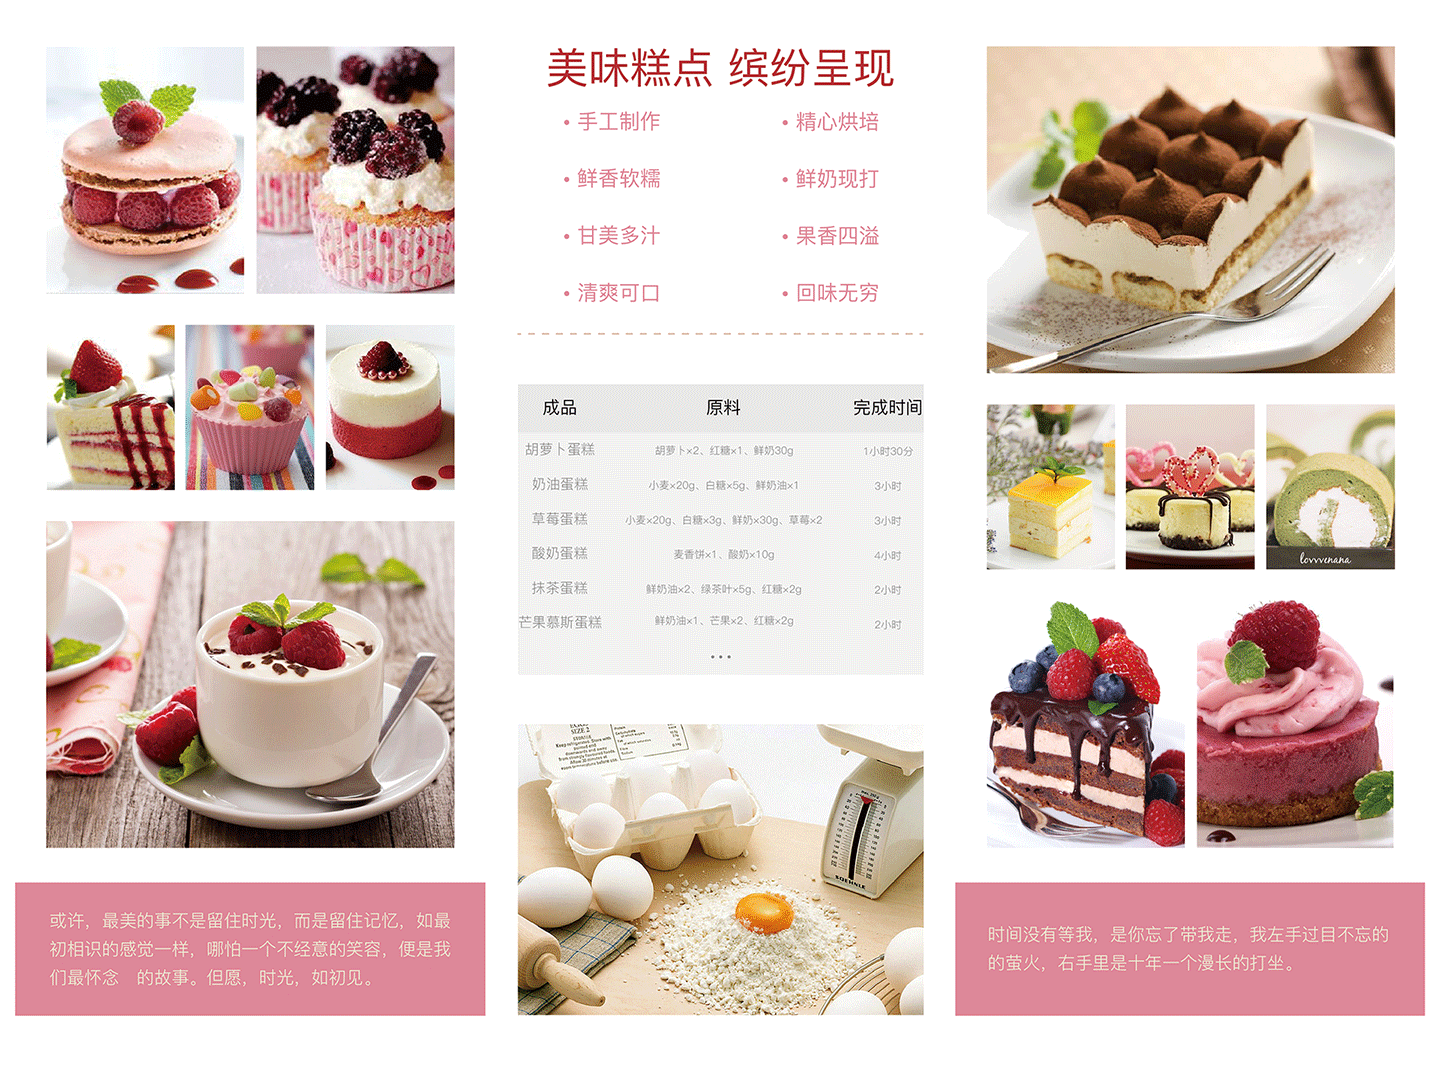 美味糕点 缤纷呈现
• 手工制作
• 精心烘培
• 鲜香软糯
• 鲜奶现打
• 甘美多汁
• 果香四溢
• 清爽可口
• 回味无穷
成品 原料 完成时间
胡萝卜蛋糕 胡萝卜×2、红糖×1、鲜奶30g 1小时30分
奶油蛋糕 小麦×20g、白糖×5g、鲜奶油×1 3小时
草莓蛋糕 小麦×20g、白糖×3g、鲜奶×30g、草莓×2 3小时
酸奶蛋糕 麦香饼×1、酸奶×10g 4小时
抹茶蛋糕 鲜奶油×2、绿茶叶×5g、红糖×2g 2小时
芒果慕斯蛋糕 鲜奶油×1、芒果×2、红糖×2g 2小时
•••
SIZE 2
SOEHNLE
lovvvenana
或许，最美的事不是留住时光，而是留住记忆，如最
初相识的感觉一样，哪怕一个不经意的笑容，便是我
们最怀念 的故事。但愿，时光，如初见。
时间没有等我，是你忘了带我走，我左手过目不忘的
的萤火，右手里是十年一个漫长的打坐。